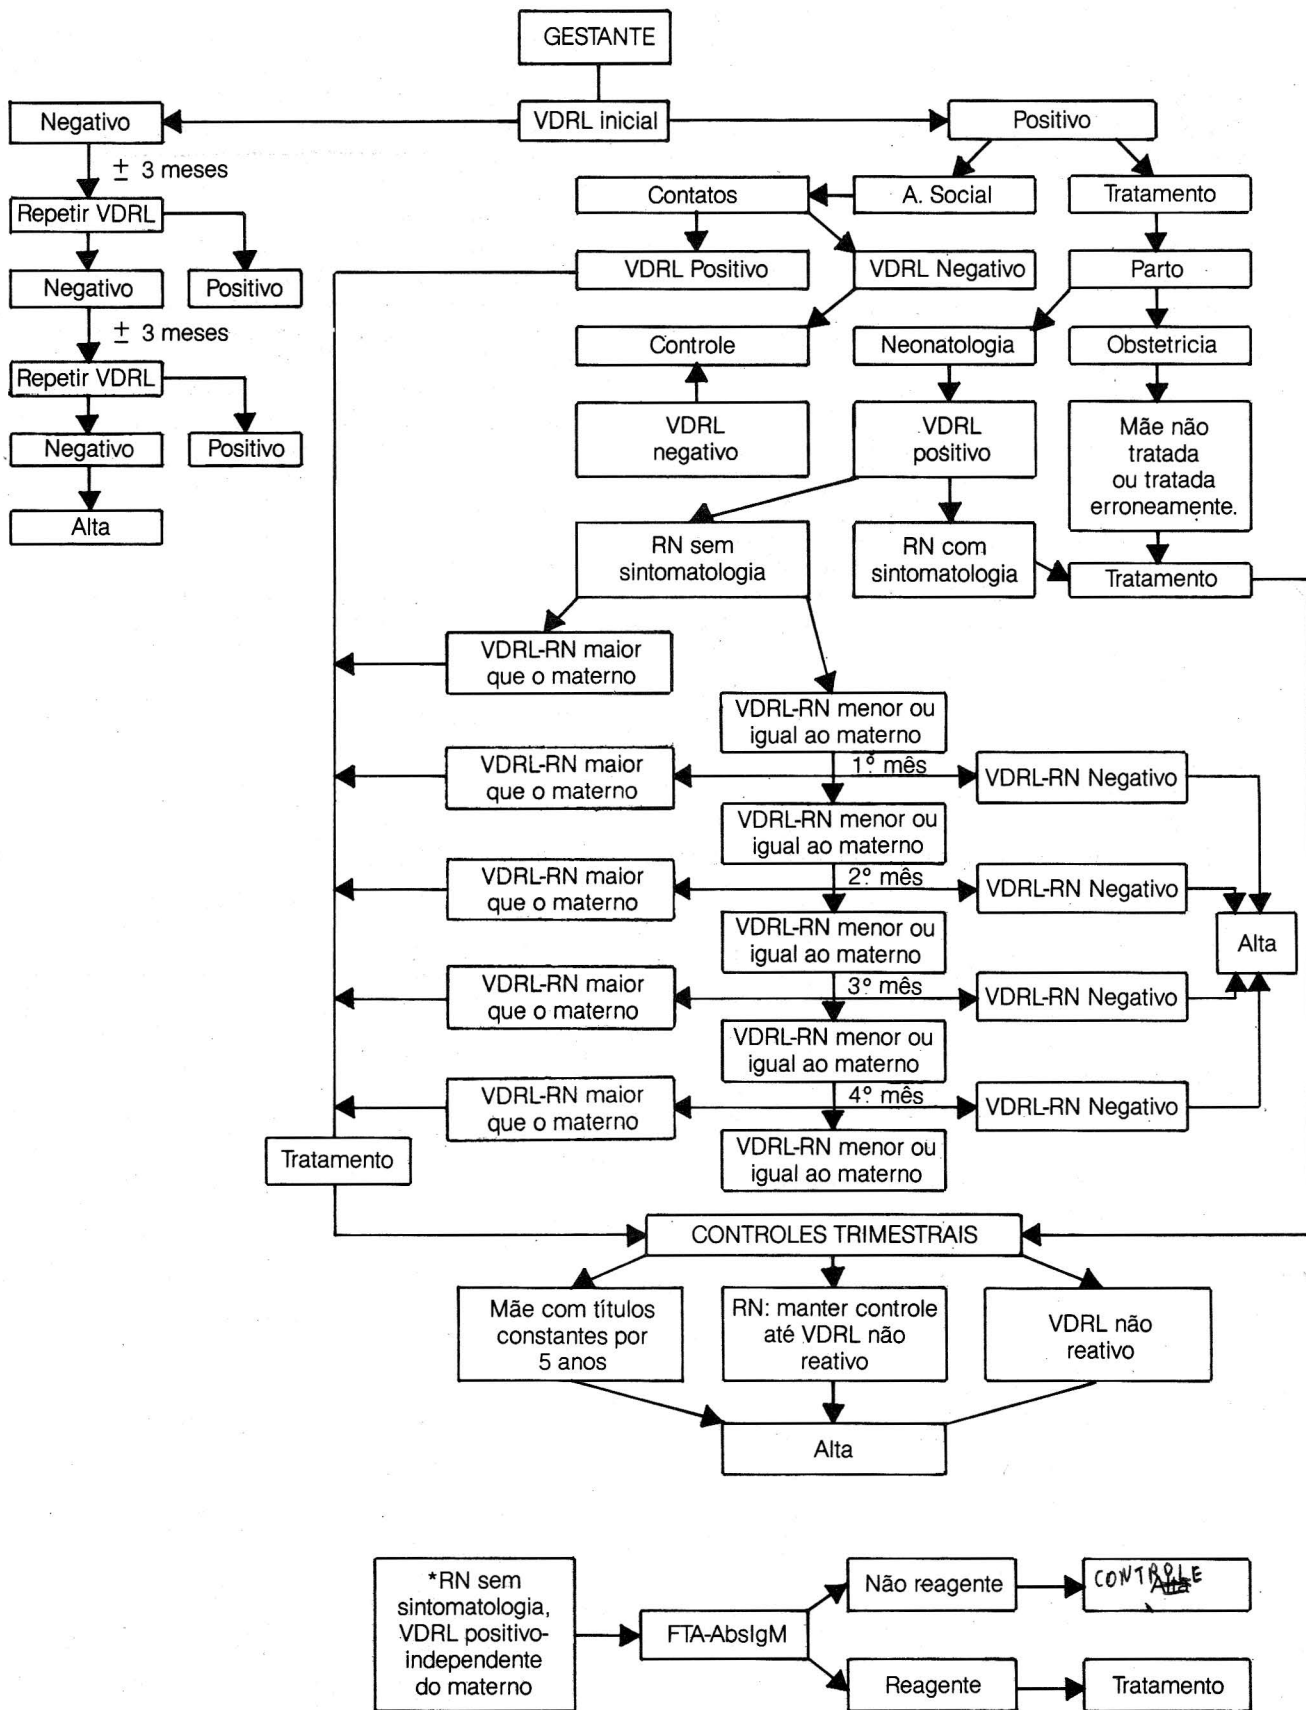 GESTANTE
Negativo
VDRL inicial
Positivo
± 3 meses
Contatos
A. Social
Tratamento
Repetir VDRL
VDRL Positivo
VDRL Negativo
Parto
Negativo
Positivo
± 3 meses
Controle
Neonatologia
Obstetricia
Repetir VDRL
VDRL
negativo
VDRL
positivo
Mãe não
tratada
ou tratada
erroneamente.
Negativo
Positivo
Alta
RN sem
sintomatologia
RN com
sintomatologia
Tratamento
VDRL-RN maior
que o materno
VDRL-RN menor ou
igual ao materno
VDRL-RN maior
que o materno
1º mês
VDRL-RN Negativo
VDRL-RN menor ou
igual ao materno
VDRL-RN maior
que o materno
2º mês
VDRL-RN Negativo
VDRL-RN menor ou
igual ao materno
Alta
VDRL-RN maior
que o materno
3º mês
VDRL-RN Negativo
VDRL-RN menor ou
igual ao materno
VDRL-RN maior
que o materno
4º mês
VDRL-RN Negativo
VDRL-RN menor ou
igual ao materno
Tratamento
CONTROLES TRIMESTRAIS
Mãe com títulos
constantes por
5 anos
RN: manter controle
até VDRL não
reativo
VDRL não
reativo
Alta
*RN sem
sintomatologia,
VDRL positivo-
independente
do materno
FTA-AbsIgM
Não reagente
CONTROLE
Alta
Reagente
Tratamento